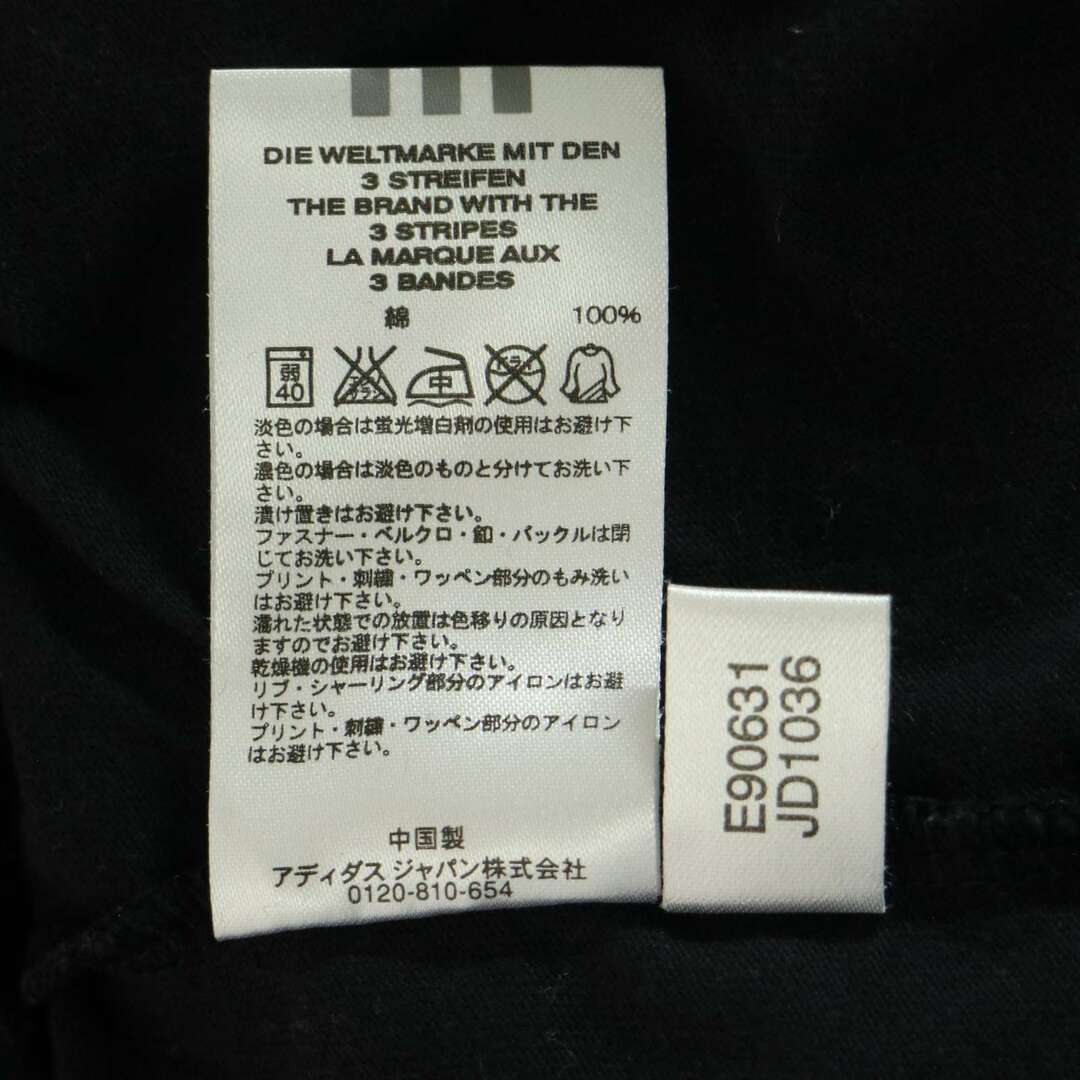 DIE WELTMARKE MIT DEN
3 STREIFEN
THE BRAND WITH THE
3 STRIPES
LA MARQUE AUX
3 BANDES
綿 100%
弱
40
エンソ
サラシ
中
ドライ
淡色の場合は蛍光増白剤の使用はお避け下
さい。
濃色の場合は淡色のものと分けてお洗い下
さい。
漬け置きはお避け下さい。
ファスナー・ベルクロ・釦・バックルは閉
じてお洗い下さい。
プリント・刺繍・ワッペン部分のもみ洗い
はお避け下さい。
濡れた状態での放置は色移りの原因となり
ますのでお避け下さい。
乾燥機の使用はお避け下さい。
リブ・シャーリング部分のアイロンはお避
け下さい。
プリント・刺繍・ワッペン部分のアイロン
はお避け下さい。
中国製
アディダス ジャパン株式会社
0120-810-654
E90631
JD1036